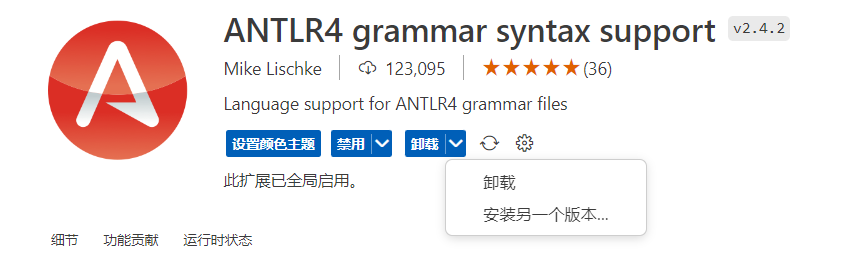 ANTLR4 grammar syntax support v2.4.2
Mike Lischke 123,095 (36)
Language support for ANTLR4 grammar files
设置颜色主题 禁用 卸载
此扩展已全局启用。
卸载
安装另一个版本...
细节 功能贡献 运行时状态